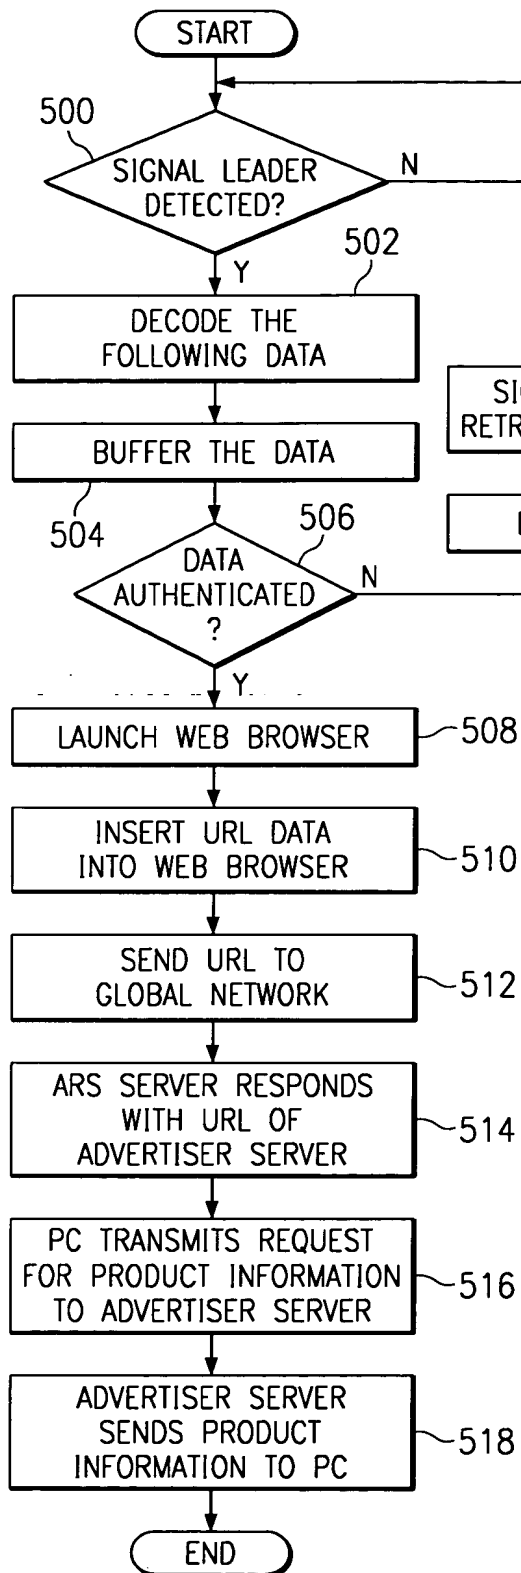 START
500
SIGNAL LEADER
DETECTED?
N
Y
502
DECODE THE
FOLLOWING DATA
BUFFER THE DATA
504
506
DATA
AUTHENTICATED
?
N
Y
LAUNCH WEB BROWSER
508
INSERT URL DATA
INTO WEB BROWSER
510
SEND URL TO
GLOBAL NETWORK
512
ARS SERVER RESPONDS
WITH URL OF
ADVERTISER SERVER
514
PC TRANSMITS REQUEST
FOR PRODUCT INFORMATION
TO ADVERTISER SERVER
516
ADVERTISER SERVER
SENDS PRODUCT
INFORMATION TO PC
518
END